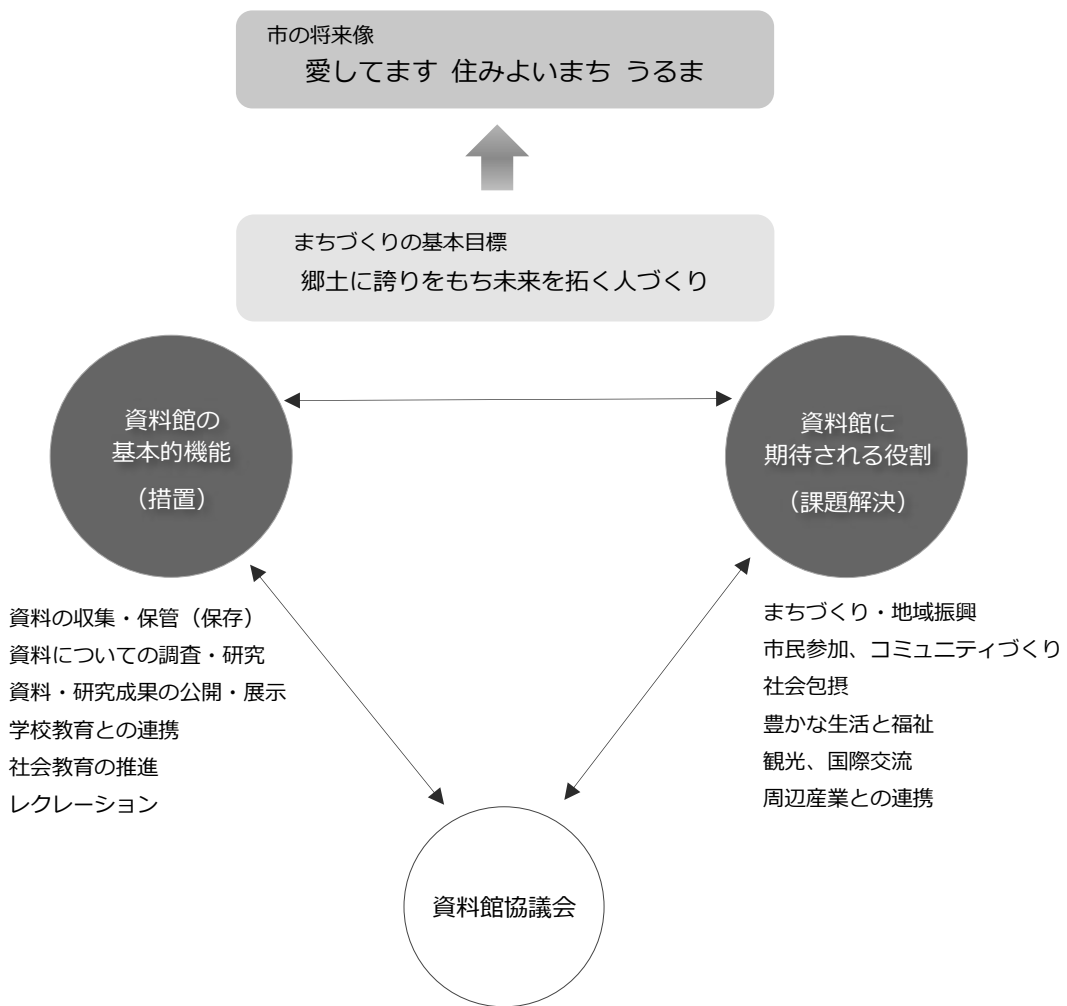 市の将来像
愛してます 住みよいまち うるま
まちづくりの基本目標
郷土に誇りをもち未来を拓く人づくり
資料館の
基本的機能
（措置）
資料館に
期待される役割
（課題解決）
資料の収集・保管（保存）
資料についての調査・研究
資料・研究成果の公開・展示
学校教育との連携
社会教育の推進
レクレーション
まちづくり・地域振興
市民参加、コミュニティづくり
社会包摂
豊かな生活と福祉
観光、国際交流
周辺産業との連携
資料館協議会